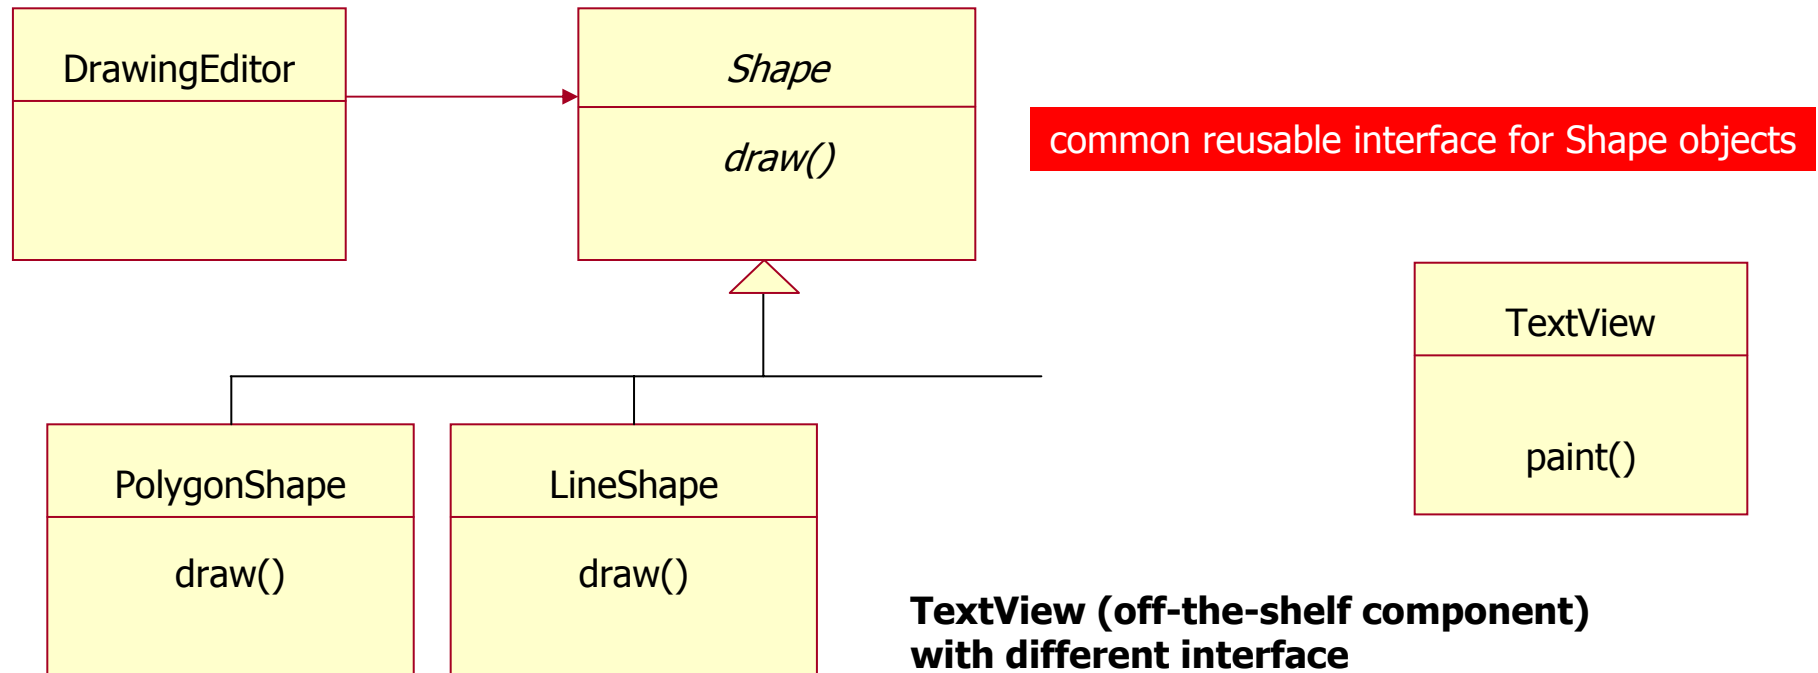 DrawingEditor
Shape
draw()
common reusable interface for Shape objects
TextView
paint()
PolygonShape
draw()
LineShape
draw()
TextView (off-the-shelf component)
with different interface